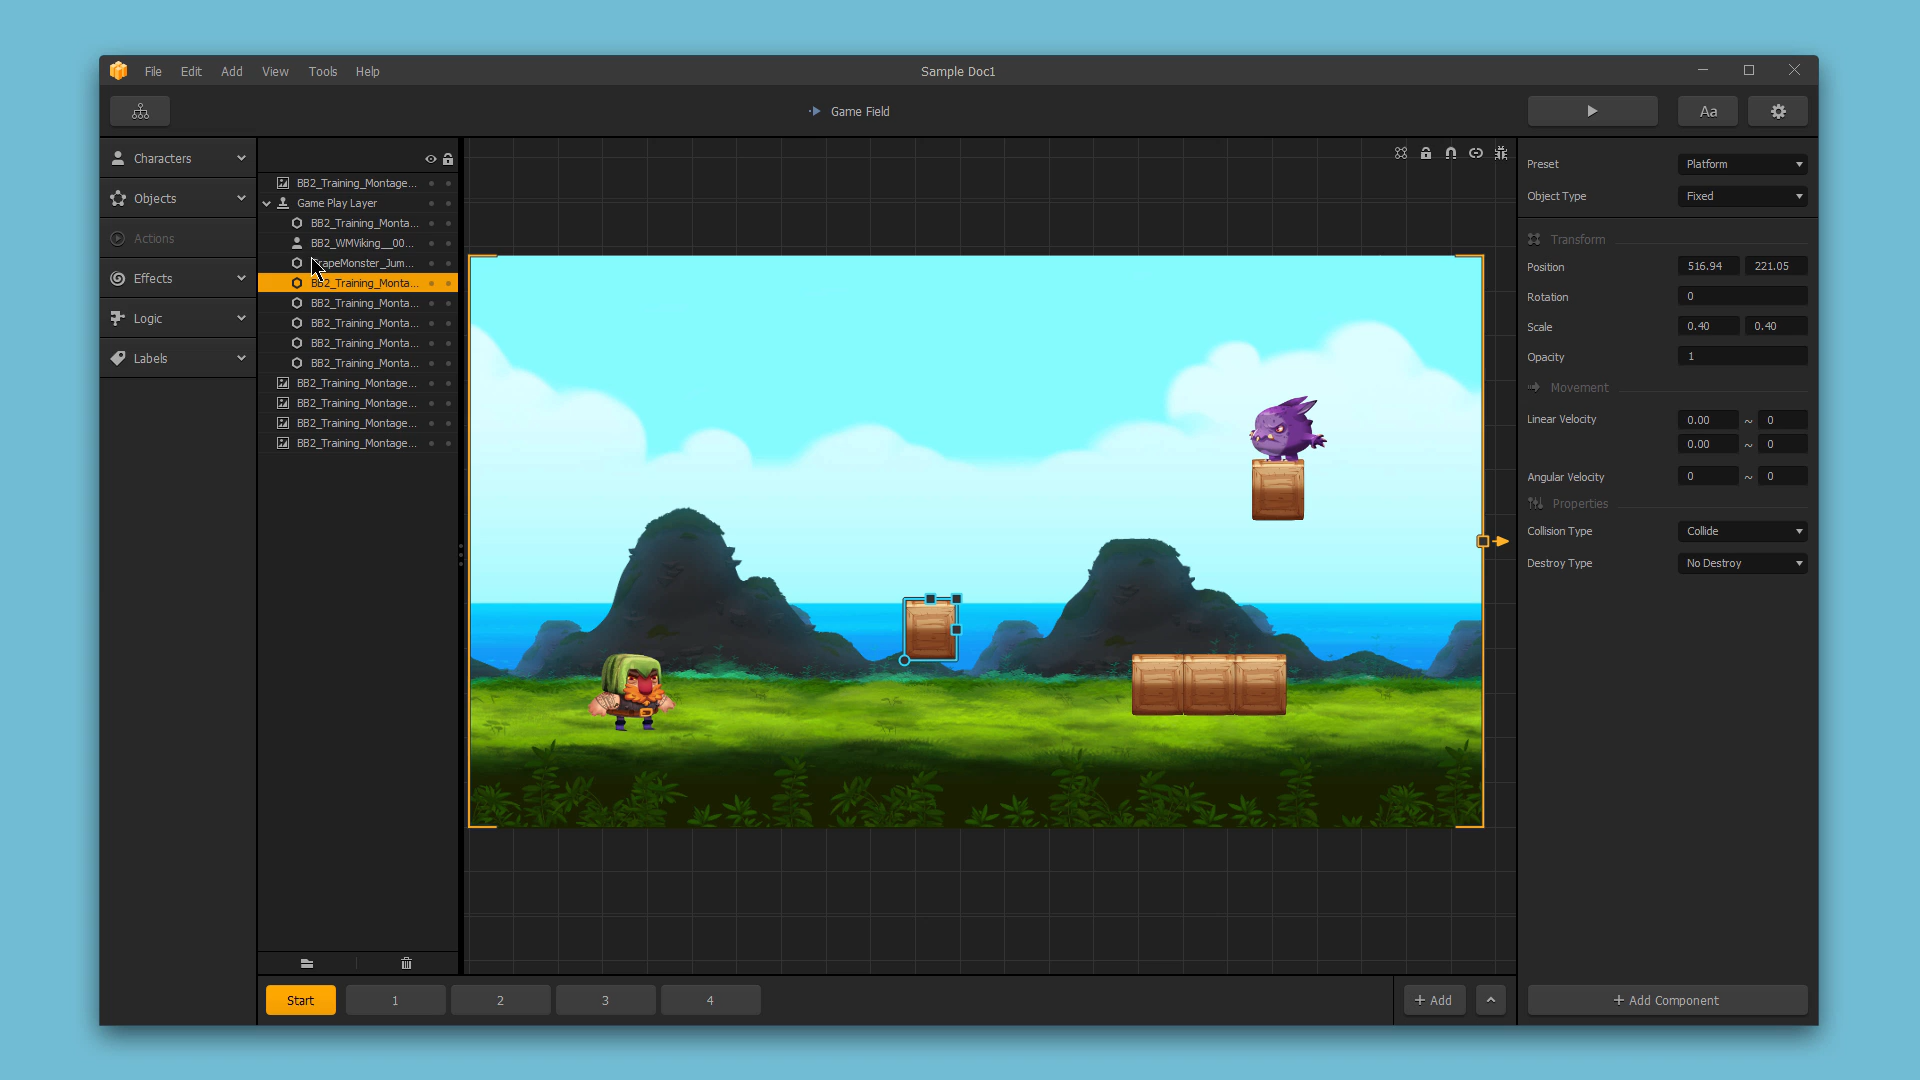 File Edit Add View Tools Help Sample Doc1
Game Field Aa
Characters
Objects
Actions
Effects
Logic
Labels
BB2_Training_Montage...
Game Play Layer
BB2_Training_Monta...
BB2_WMViking__00...
rapeMonster_Jum...
BB2_Training_Monta...
BB2_Training_Monta...
BB2_Training_Monta...
BB2_Training_Monta...
BB2_Training_Monta...
BB2_Training_Montage...
BB2_Training_Montage...
BB2_Training_Montage...
BB2_Training_Montage...
Preset Platform
Object Type Fixed
Transform
Position 516.94 221.05
Rotation 0
Scale 0.40 0.40
Opacity 1
Movement
Linear Velocity 0.00 ~ 0
0.00 ~ 0
Angular Velocity 0 ~ 0
Properties
Collision Type Collide
Destroy Type No Destroy
Start 1 2 3 4 + Add + Add Component